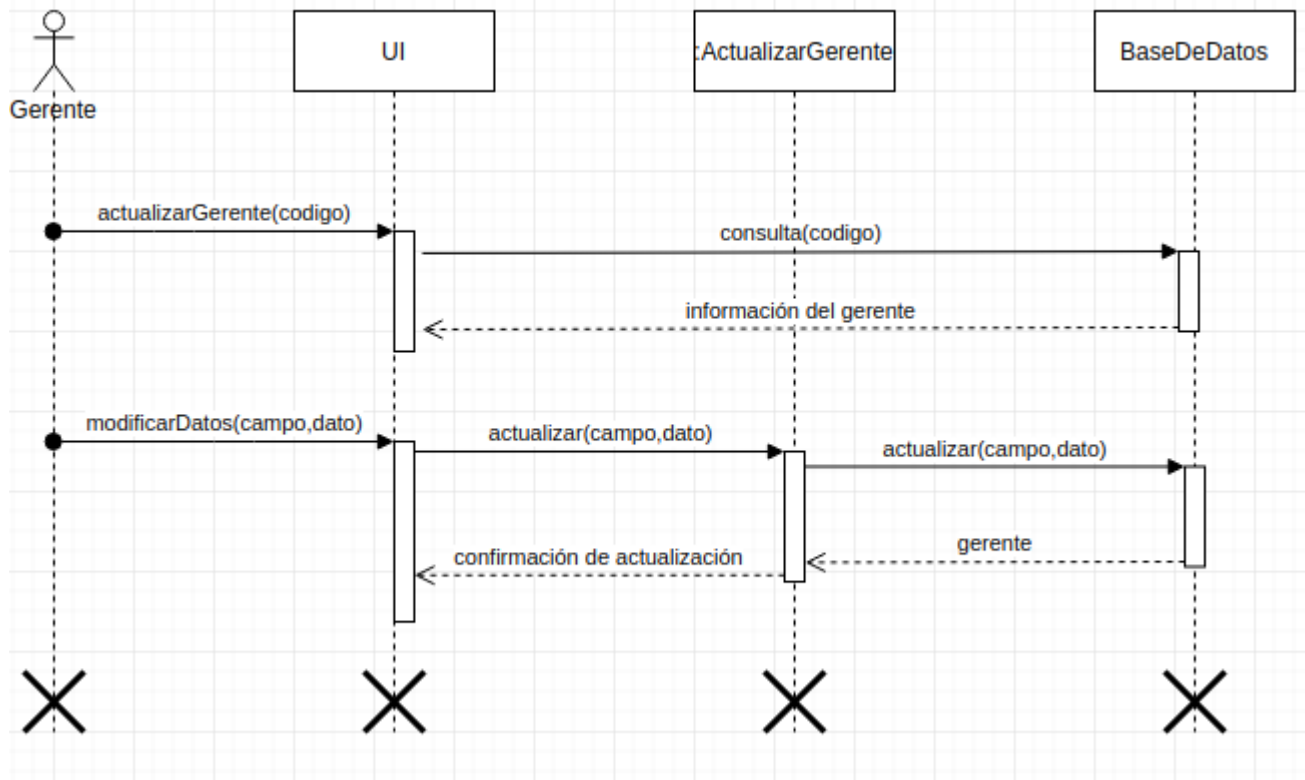 UI
:ActualizarGerente
BaseDeDatos
Gerente
actualizarGerente(codigo)
consulta(codigo)
información del gerente
modificarDatos(campo,dato)
actualizar(campo,dato)
actualizar(campo,dato)
gerente
confirmación de actualización